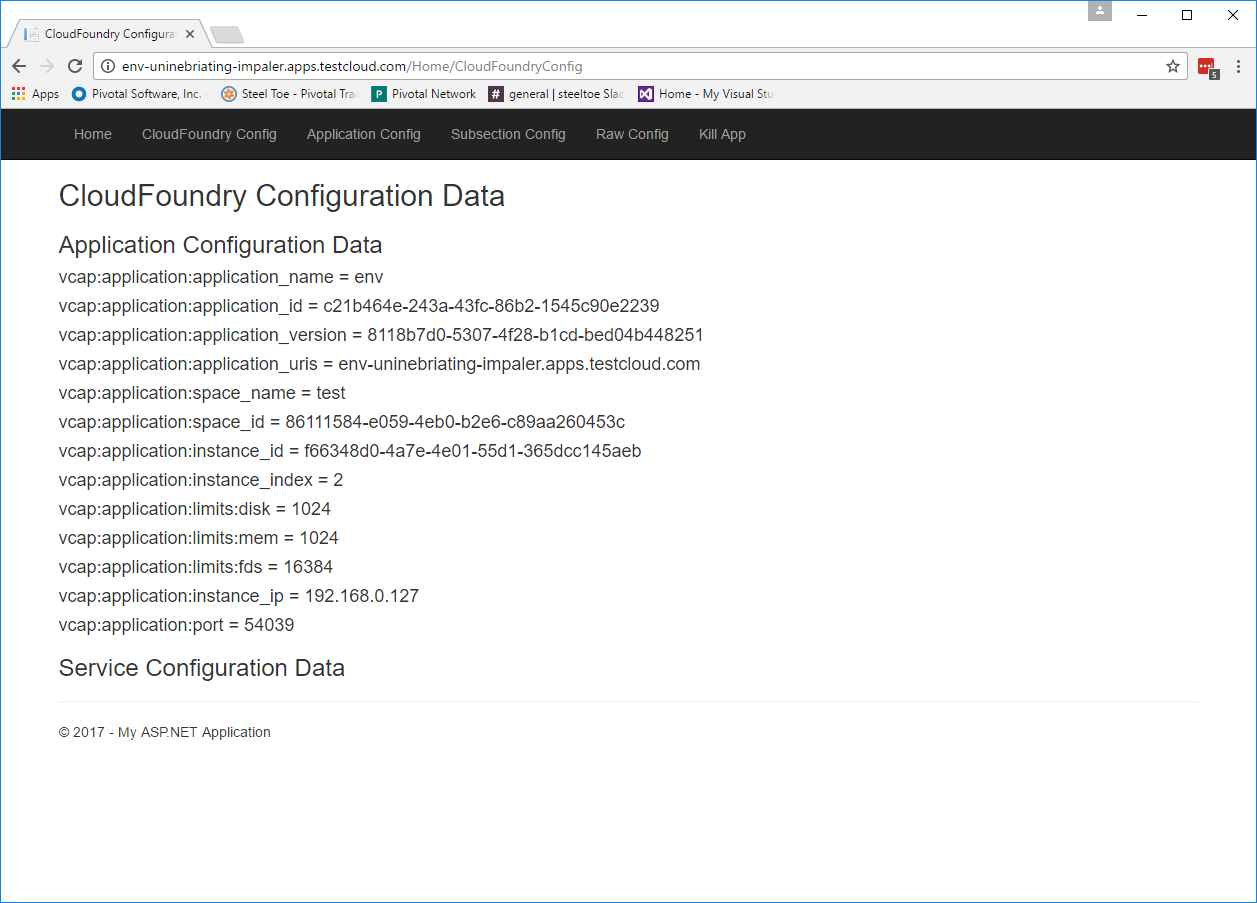 CloudFoundry Configura
env-uninebriating-impaler.apps.testcloud.com/Home/CloudFoundryConfig
5
Apps Pivotal Software, Inc. Steel Toe - Pivotal Tra P Pivotal Network # general | steeltoe Slac Home - My Visual Stu
Home CloudFoundry Config Application Config Subsection Config Raw Config Kill App
CloudFoundry Configuration Data
Application Configuration Data
vcap:application:application_name = env
vcap:application:application_id = c21b464e-243a-43fc-86b2-1545c90e2239
vcap:application:application_version = 8118b7d0-5307-4f28-b1cd-bed04b448251
vcap:application:application_uris = env-uninebriating-impaler.apps.testcloud.com
vcap:application:space_name = test
vcap:application:space_id = 86111584-e059-4eb0-b2e6-c89aa260453c
vcap:application:instance_id = f66348d0-4a7e-4e01-55d1-365dcc145aeb
vcap:application:instance_index = 2
vcap:application:limits:disk = 1024
vcap:application:limits:mem = 1024
vcap:application:limits:fds = 16384
vcap:application:instance_ip = 192.168.0.127
vcap:application:port = 54039
Service Configuration Data
© 2017 - My ASP.NET Application